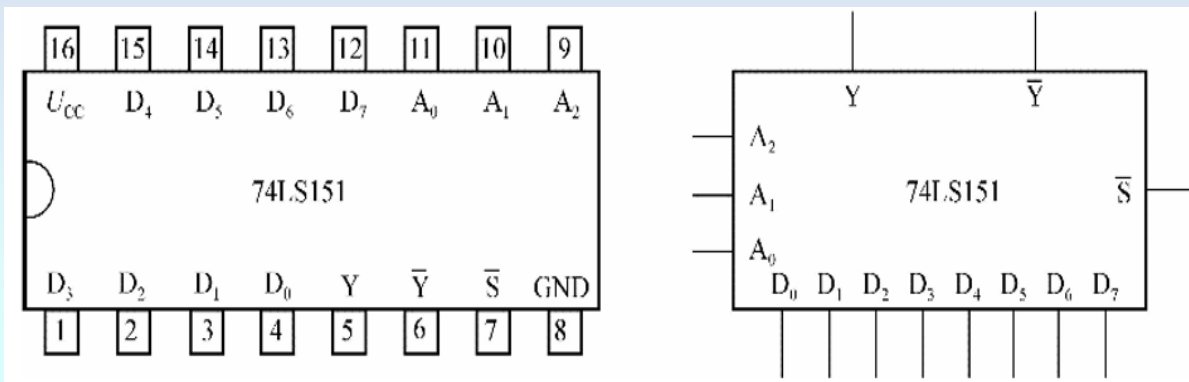 16 15 14 13 12 11 10 9
U_CC D₄ D₅ D₆ D₇ A₀ A₁ A₂
74LS151
D₃ D₂ D₁ D₀ Y Y̅ S̅ GND
1 2 3 4 5 6 7 8
Y Y̅
A₂
A₁ 74LS151 S̅
A₀
D₀ D₁ D₂ D₃ D₄ D₅ D₆ D₇